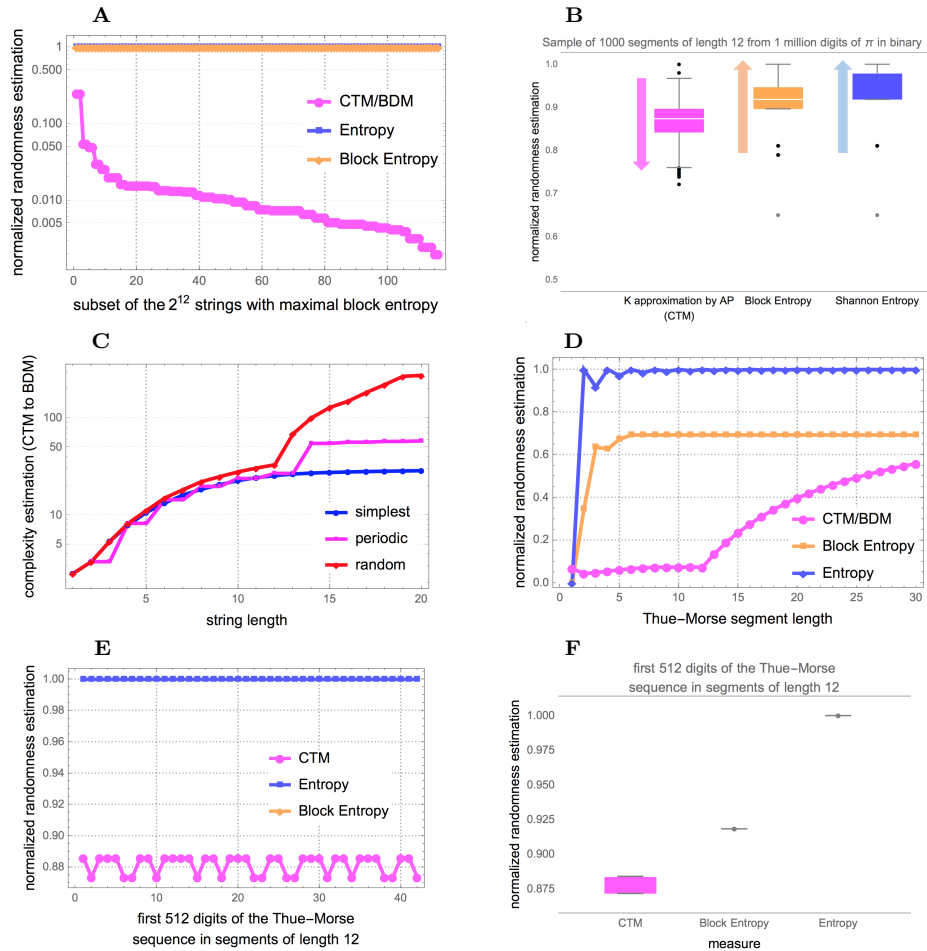 A
normalized randomness estimation
1
0.500
0.100
0.050
0.010
0.005
CTM/BDM
Entropy
Block Entropy
0 20 40 60 80 100
subset of the 2^12 strings with maximal block entropy
B
Sample of 1000 segments of length 12 from 1 million digits of π in binary
normalized randomness estimation
1.0
0.9
0.8
0.7
0.9
0.5
K approximation by AP
(CTM)
Block Entropy
Shannon Entropy
C
complexity estimation (CTM to BDM)
100
50
10
5
simplest
periodic
random
5 10 15 20
string length
D
normalized randomness estimation
1.0
0.8
0.6
0.4
0.2
0.0
CTM/BDM
Block Entropy
Entropy
0 5 10 15 20 25 30
Thue-Morse segment length
E
normalized randomness estimation
1.00
0.98
0.96
0.94
0.92
0.90
0.88
CTM
Entropy
Block Entropy
0 10 20 30 40
first 512 digits of the Thue-Morse
sequence in segments of length 12
F
first 512 digits of the Thue-Morse
sequence in segments of length 12
normalized randomness estimation
1.000
0.975
0.950
0.925
0.900
0.875
CTM
Block Entropy
Entropy
measure